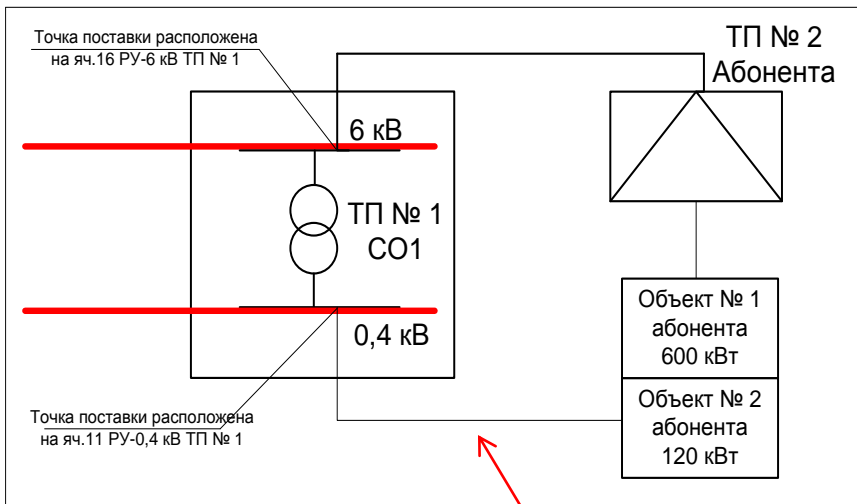 Точка поставки расположена
на яч.16 РУ-6 кВ ТП № 1
ТП № 2
Абонента
6 кВ
ТП № 1
СО1
0,4 кВ
Объект № 1
абонента
600 кВт
Объект № 2
абонента
120 кВт
Точка поставки расположена
на яч.11 РУ-0,4 кВ ТП № 1